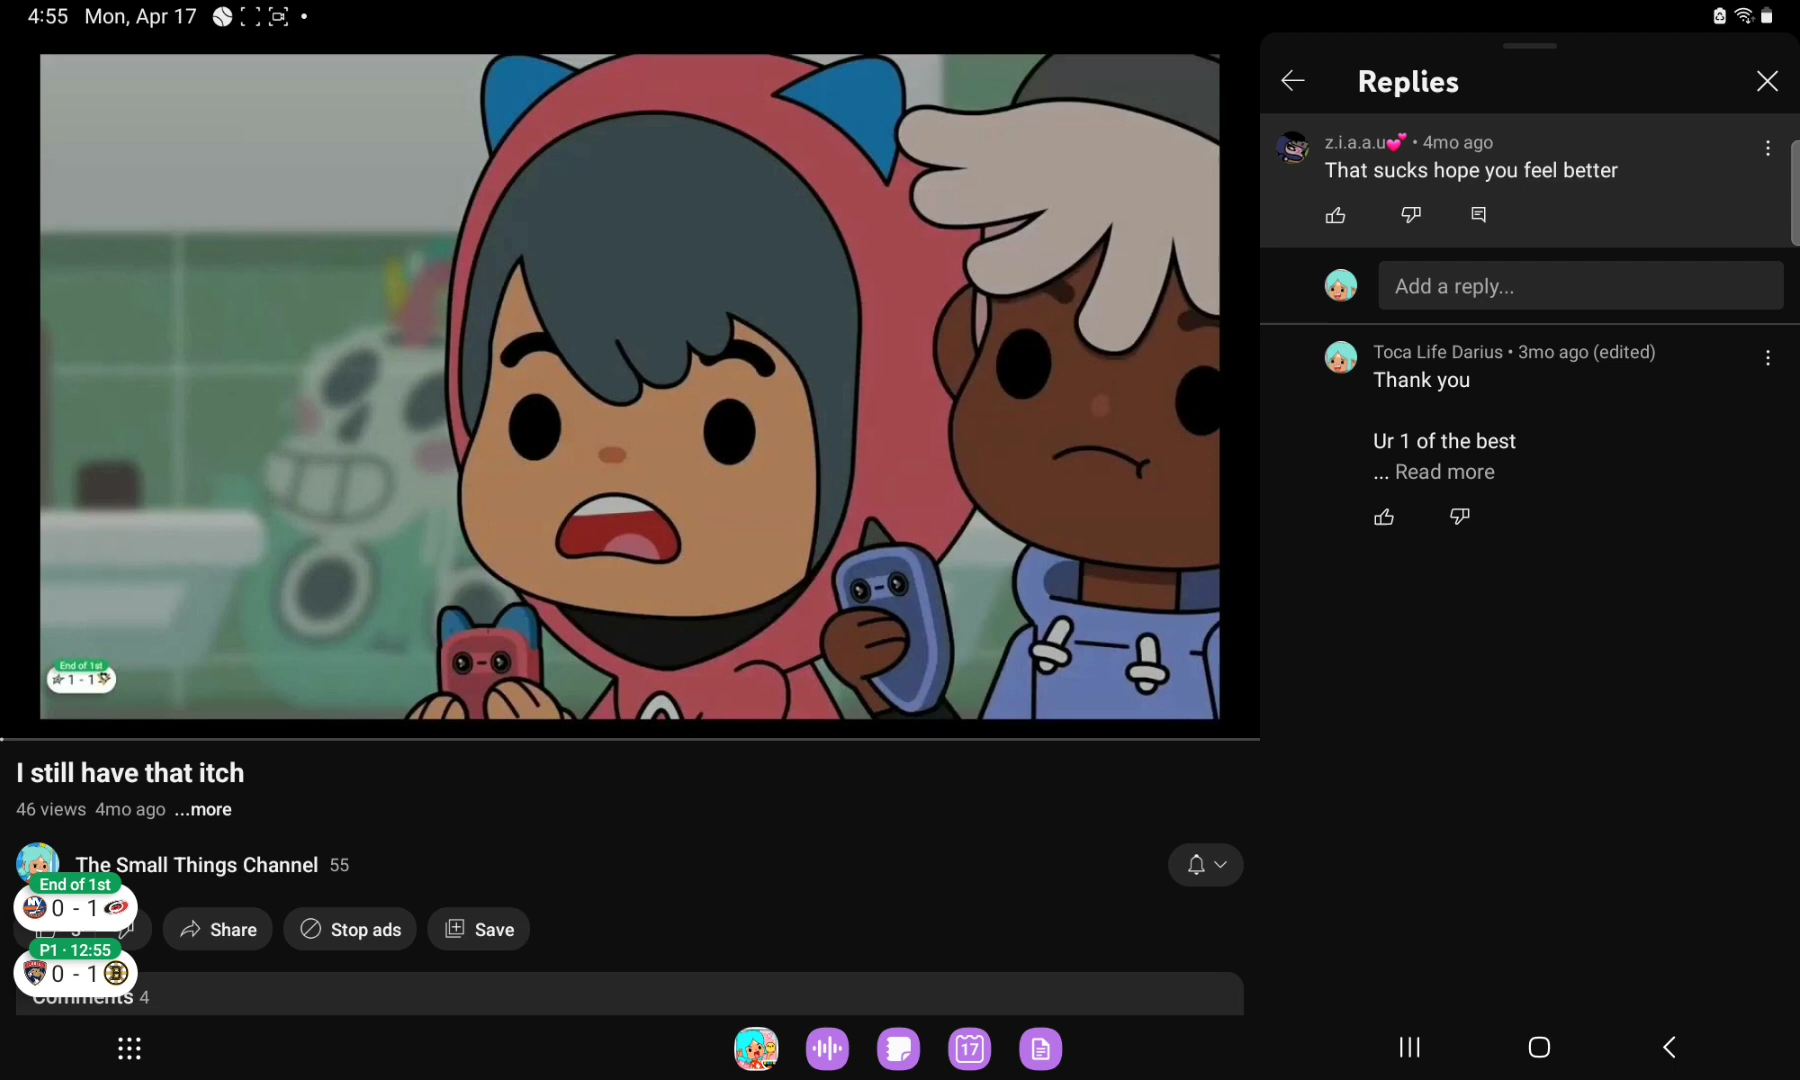 4:55 Mon, Apr 17
Replies
z.i.a.a.u💕 • 4mo ago
That sucks hope you feel better
Add a reply...
Toca Life Darius • 3mo ago (edited)
Thank you
Ur 1 of the best
... Read more
End of 1st
1 - 1
I still have that itch
46 views 4mo ago ...more
The Small Things Channel 55
End of 1st
NY 0 - 1
Share
Stop ads
Save
P1 · 12:55
0 - 1 B
Comments 4
17